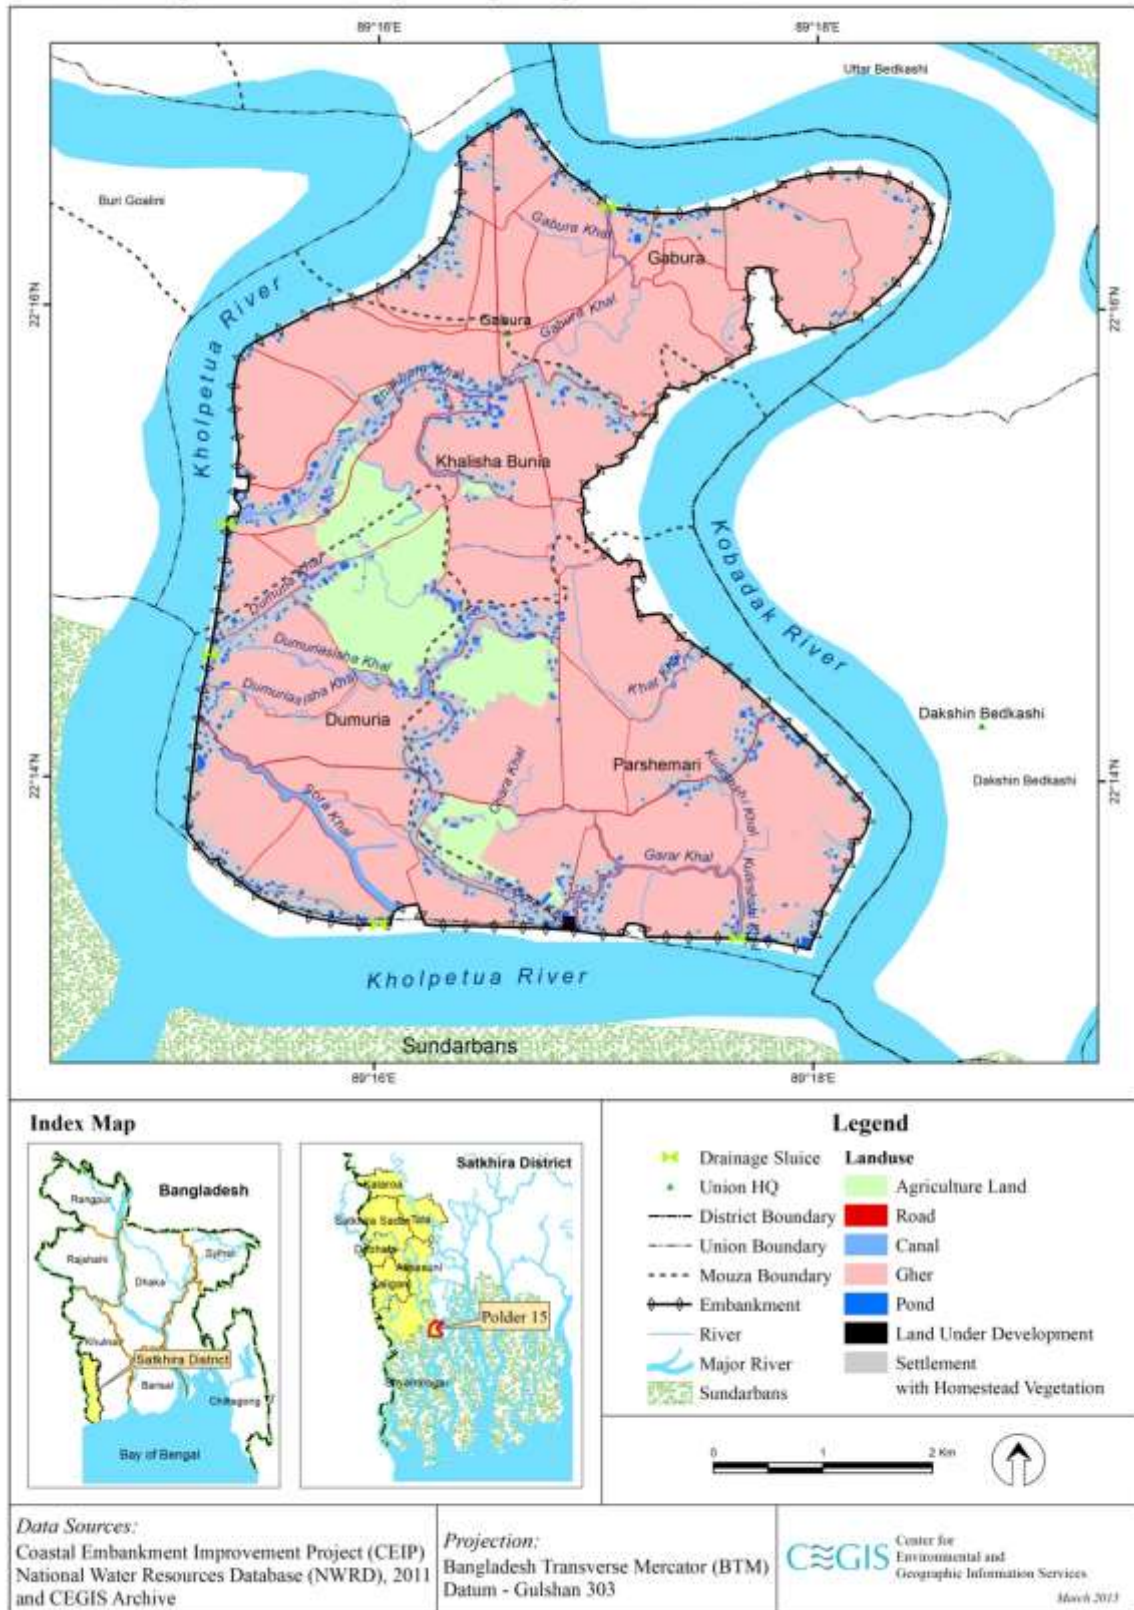 89°16'E
89°18'E
Uttar Bedkashi
Buri Goalini
Gabura Khal
Gabura
22°16'N
22°16'N
Kholpetua River
Gabura
Gabura Khal
Khalisha Bunia
Kobadak River
Dumuria Khal
Dumuriasisha Khal
Dumuriasisha Khal
Khal
Dumuria
Dakshin Bedkashi
Parshemari
Dakshin Bedkashi
22°14'N
22°14'N
Sora Khal
Khal
Garar Khal
Kholpetua River
Sundarbans
89°16'E
89°18'E
Index Map
Bangladesh
Rangpur
Rajshahi
Dhaka
Sylhet
Khulna
Satkhira District
Barisal
Chittagong
Bay of Bengal
Satkhira District
Kalaroa
Satkhira Sadar
Tala
Debhata
Assasuni
Kaliganj
Polder 15
Shyamnagar
Legend
Drainage Sluice
Union HQ
District Boundary
Union Boundary
Mouza Boundary
Embankment
River
Major River
Sundarbans
Landuse
Agriculture Land
Road
Canal
Gher
Pond
Land Under Development
Settlement
with Homestead Vegetation
0 1 2 Km
Data Sources:
Coastal Embankment Improvement Project (CEIP)
National Water Resources Database (NWRD), 2011
and CEGIS Archive
Projection:
Bangladesh Transverse Mercator (BTM)
Datum - Gulshan 303
CEGIS
Center for
Environmental and
Geographic Information Services
March 2013